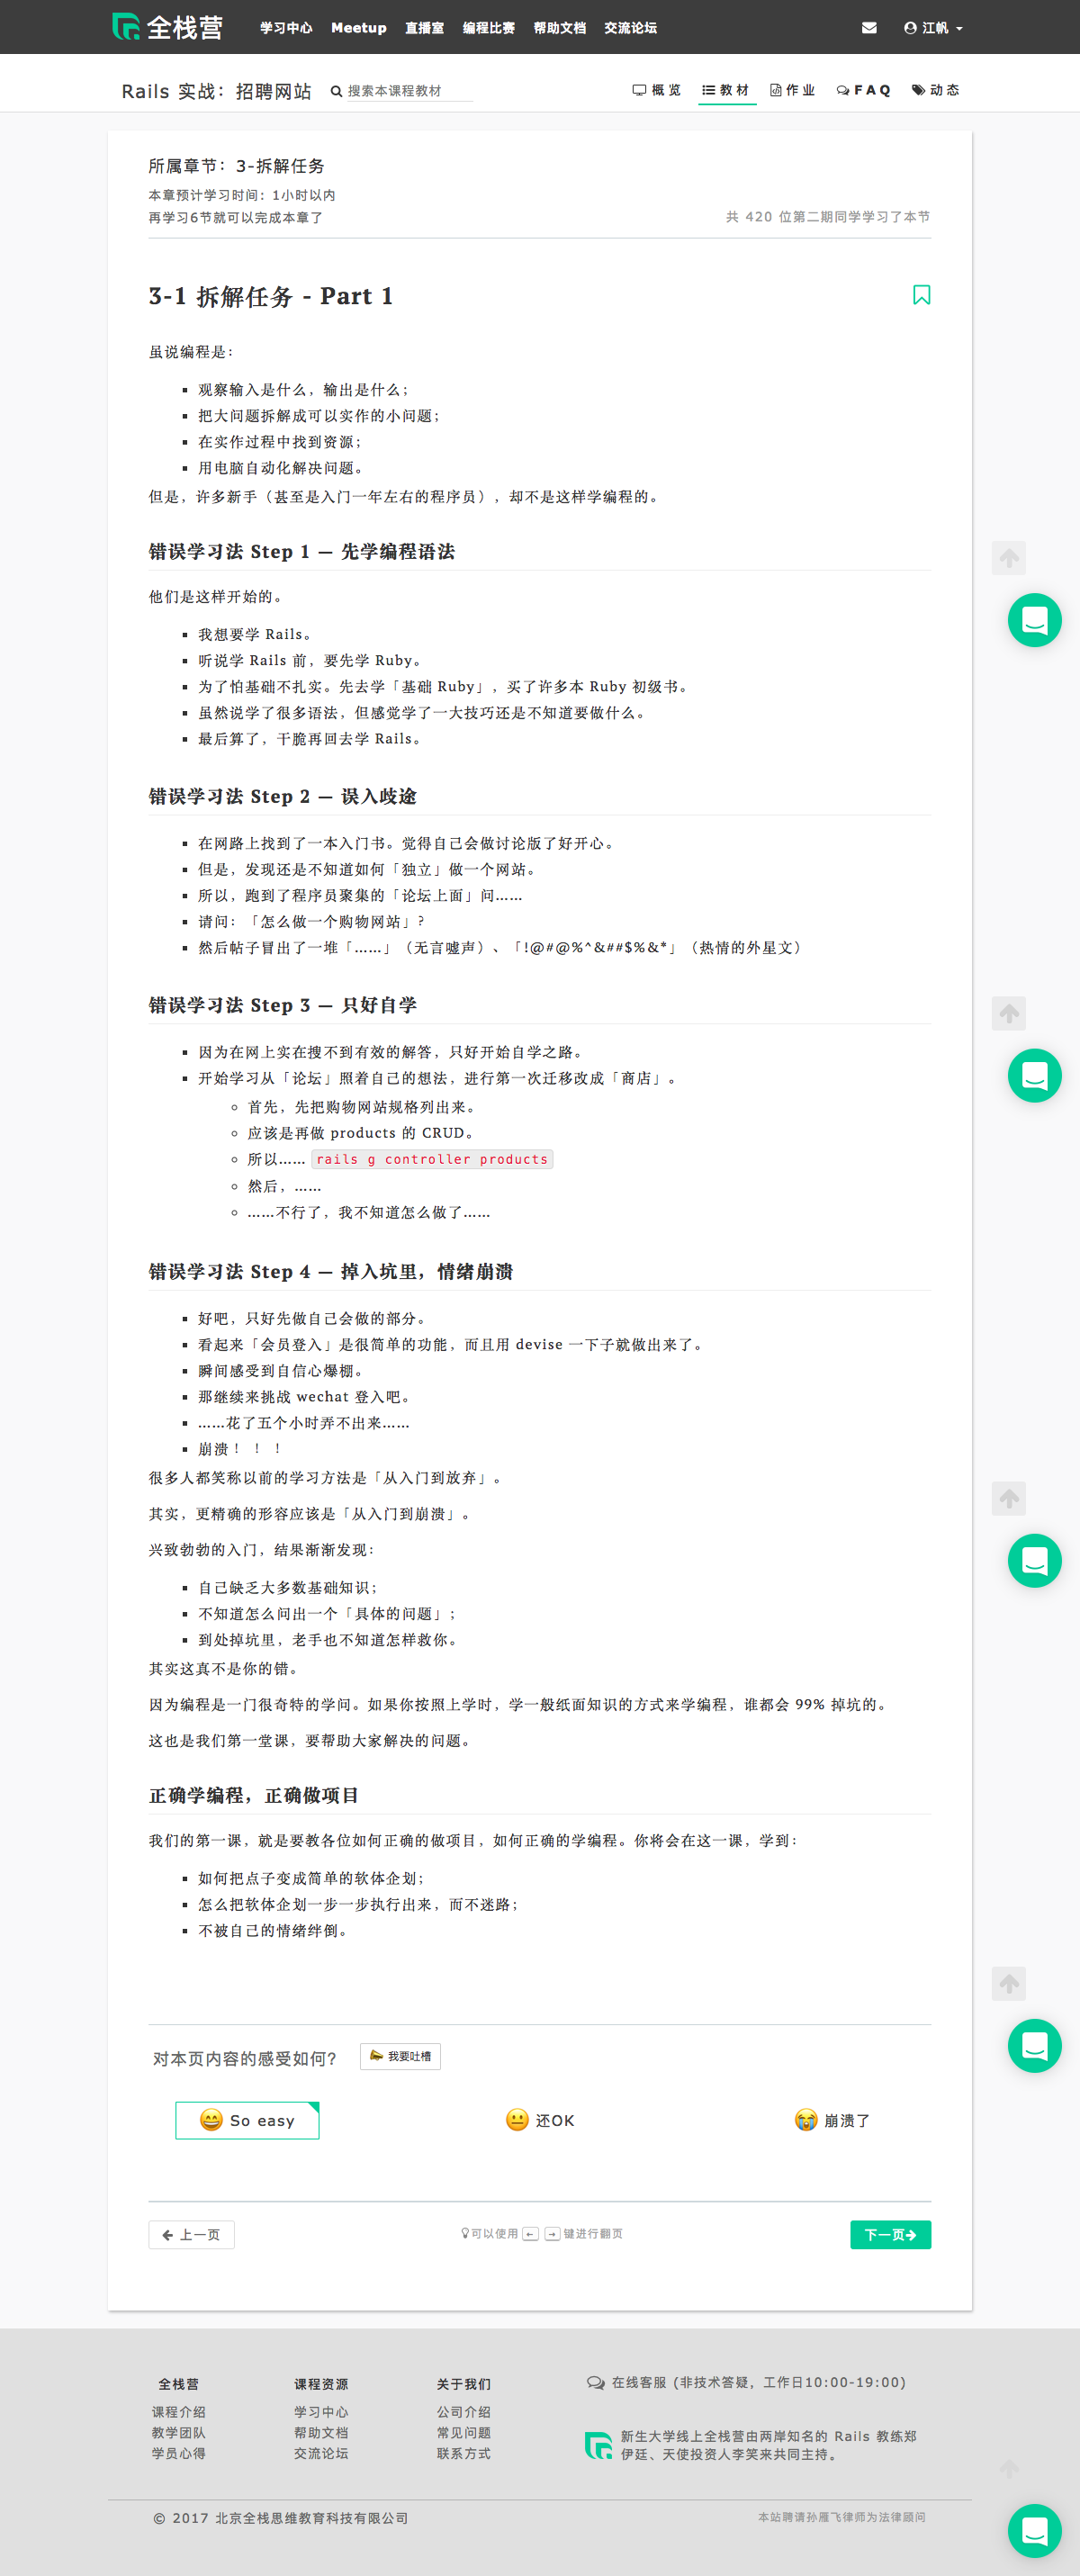 全栈营 学习中心 Meetup 直播室 编程比赛 帮助文档 交流论坛 江帆
Rails 实战：招聘网站 搜索本课程教材 概览 教材 作业 FAQ 动态
所属章节：3-拆解任务
本章预计学习时间：1小时以内
再学习6节就可以完成本章了
共 420 位第二期同学学习了本节
3-1 拆解任务 - Part 1
虽说编程是：
观察输入是什么，输出是什么；
把大问题拆解成可以实作的小问题；
在实作过程中找到资源；
用电脑自动化解决问题。
但是，许多新手（甚至是入门一年左右的程序员），却不是这样学编程的。
错误学习法 Step 1 — 先学编程语法
他们是这样开始的。
我想要学 Rails。
听说学 Rails 前，要先学 Ruby。
为了怕基础不扎实。先去学「基础 Ruby」，买了许多本 Ruby 初级书。
虽然说学了很多语法，但感觉学了一大技巧还是不知道要做什么。
最后算了，干脆再回去学 Rails。
错误学习法 Step 2 — 误入歧途
在网路上找到了一本入门书。觉得自己会做讨论版了好开心。
但是，发现还是不知道如何「独立」做一个网站。
所以，跑到了程序员聚集的「论坛上面」问……
请问：「怎么做一个购物网站」?
然后帖子冒出了一堆「……」（无言嘘声）、「!@#@%^&##$%&*」（热情的外星文）
错误学习法 Step 3 — 只好自学
因为在网上实在搜不到有效的解答，只好开始自学之路。
开始学习从「论坛」照着自己的想法，进行第一次迁移改成「商店」。
首先，先把购物网站规格列出来。
应该是再做 products 的 CRUD。
所以…… rails g controller products
然后，……
……不行了，我不知道怎么做了……
错误学习法 Step 4 — 掉入坑里，情绪崩溃
好吧，只好先做自己会做的部分。
看起来「会员登入」是很简单的功能，而且用 devise 一下子就做出来了。
瞬间感受到自信心爆棚。
那继续来挑战 wechat 登入吧。
……花了五个小时弄不出来……
崩溃！！！
很多人都笑称以前的学习方法是「从入门到放弃」。
其实，更精确的形容应该是「从入门到崩溃」。
兴致勃勃的入门，结果渐渐发现：
自己缺乏大多数基础知识；
不知道怎么问出一个「具体的问题」；
到处掉坑里，老手也不知道怎样救你。
其实这真不是你的错。
因为编程是一门很奇特的学问。如果你按照上学时，学一般纸面知识的方式来学编程，谁都会 99% 掉坑的。
这也是我们第一堂课，要帮助大家解决的问题。
正确学编程，正确做项目
我们的第一课，就是要教各位如何正确的做项目，如何正确的学编程。你将会在这一课，学到：
如何把点子变成简单的软体企划；
怎么把软体企划一步一步执行出来，而不迷路；
不被自己的情绪绊倒。
对本页内容的感受如何? 我要吐槽
So easy 还OK 崩溃了
上一页 可以使用 ← → 键进行翻页 下一页
全栈营 课程资源 关于我们 在线客服 (非技术答疑，工作日10:00-19:00)
课程介绍 学习中心 公司介绍
教学团队 帮助文档 常见问题
学员心得 交流论坛 联系方式
新生大学线上全栈营由两岸知名的 Rails 教练郑
伊廷、天使投资人李笑来共同主持。
© 2017 北京全栈思维教育科技有限公司 本站聘请孙雁飞律师为法律顾问